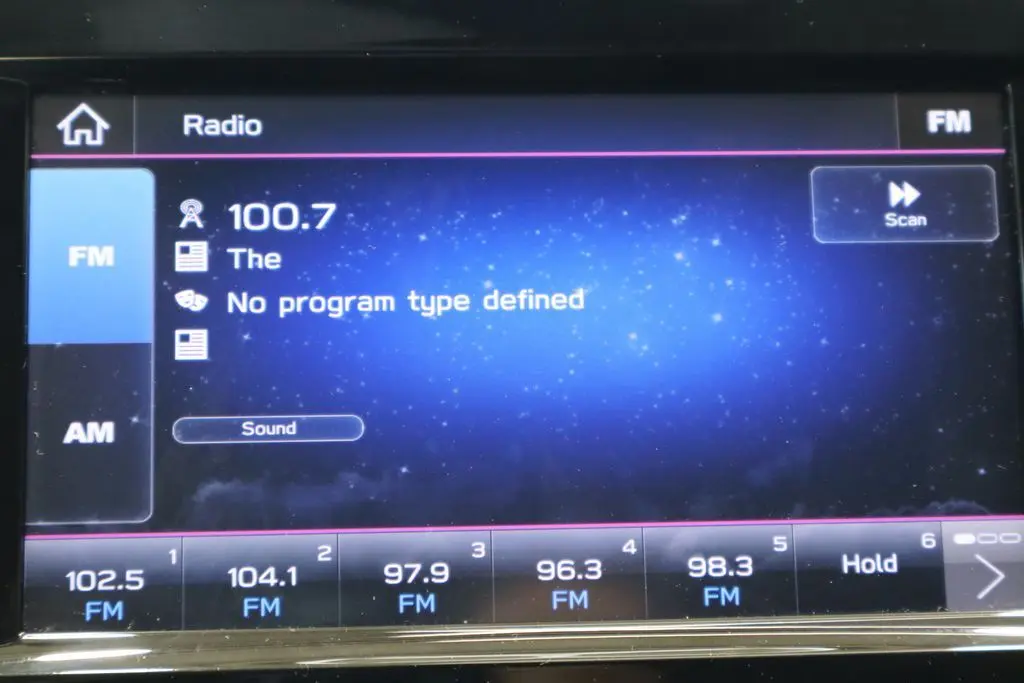 Radio
FM
100.7
The
No program type defined
Scan
FM
AM
Sound
1
102.5
FM
2
104.1
FM
3
97.9
FM
4
96.3
FM
5
98.3
FM
6
Hold